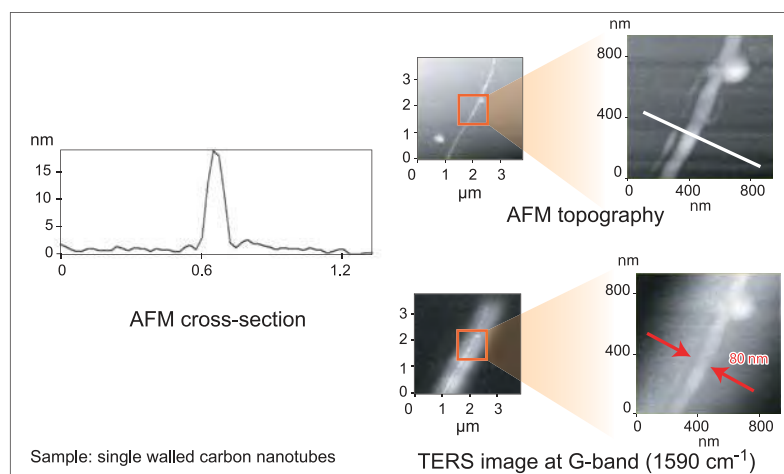 nm
15
10
5
0
0
0.6
1.2
AFM cross-section
Sample: single walled carbon nanotubes
3
2
1
0
0
1
2
3
µm
nm
800
400
0
400
800
nm
AFM topography
3
2
1
0
0
1
2
3
µm
nm
800
400
0
400
800
nm
80 nm
TERS image at G-band (1590 cm⁻¹)